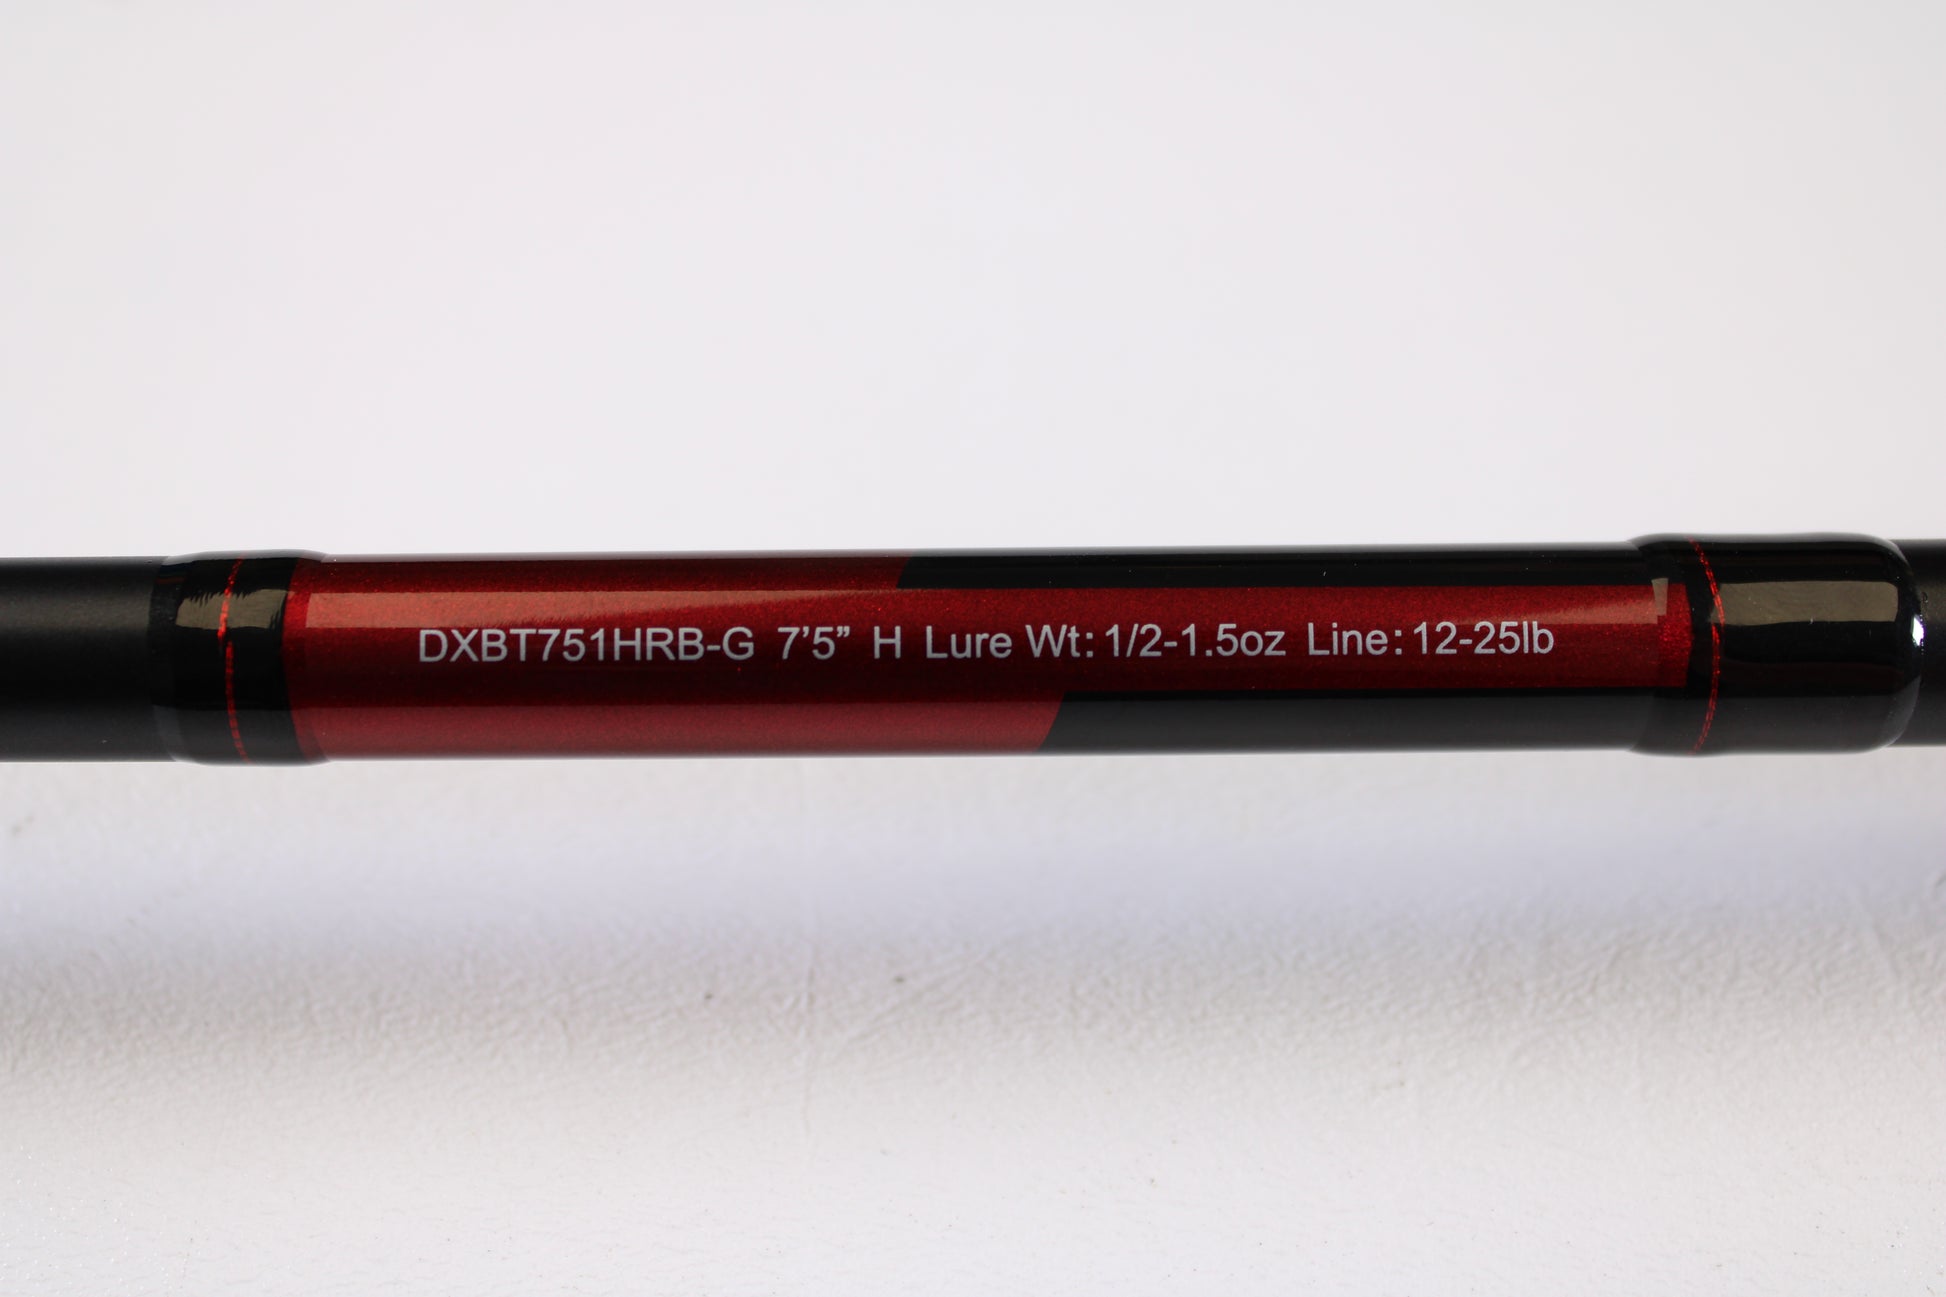 DXBT751HRB-G 7’5” H Lure Wt: 1/2-1.5oz Line: 12-25lb